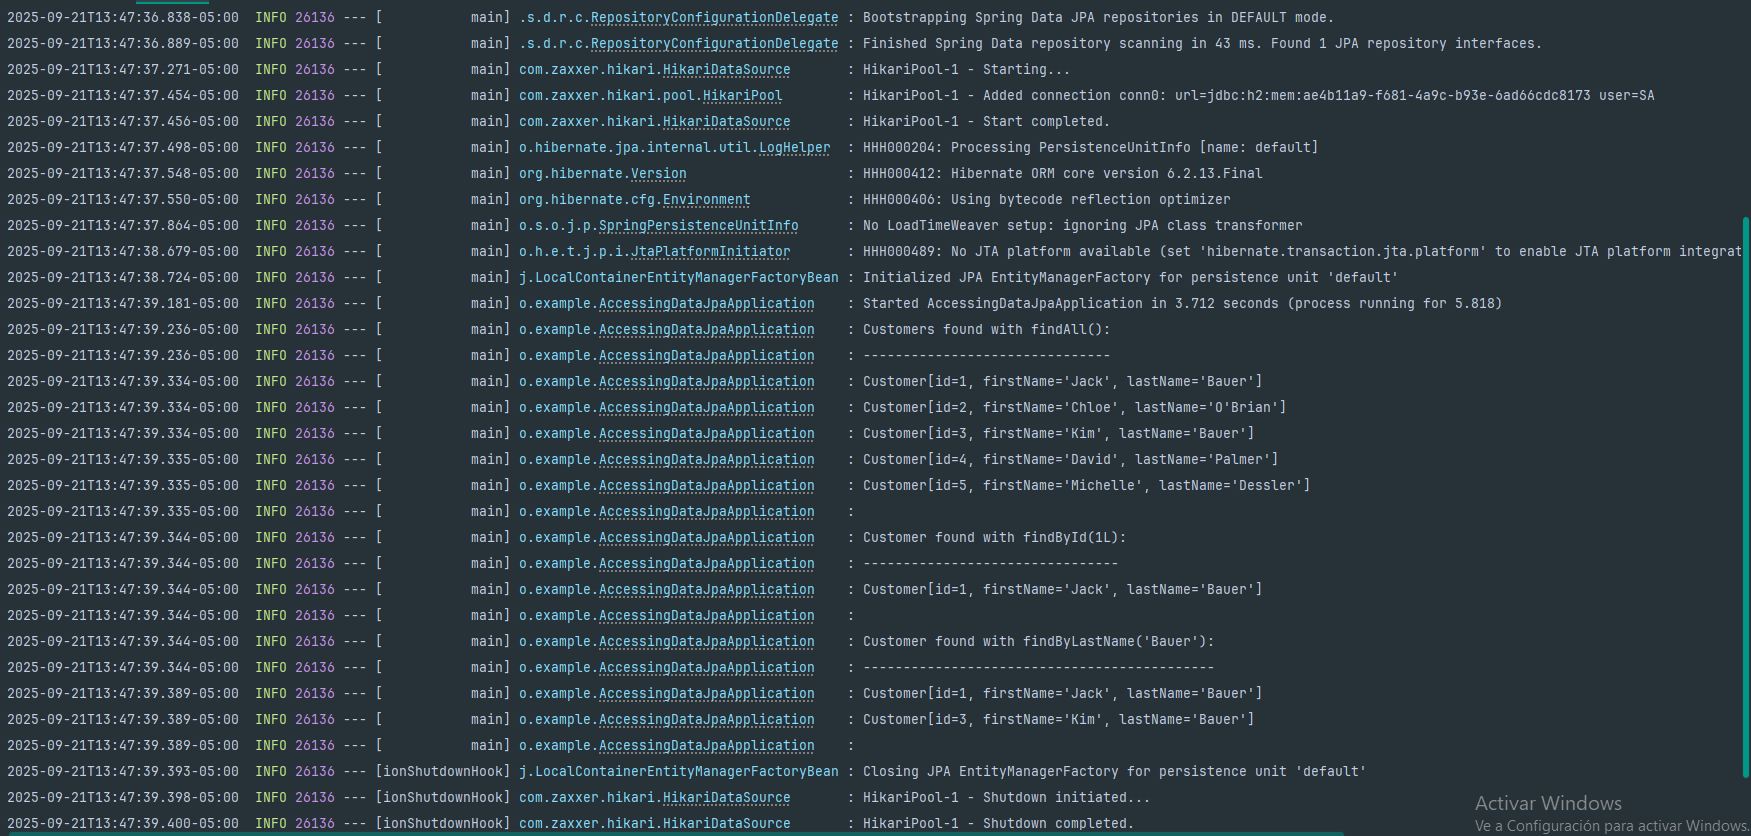 2025-09-21T13:47:36.838-05:00  INFO 26136 --- [           main] .s.d.r.c.RepositoryConfigurationDelegate : Bootstrapping Spring Data JPA repositories in DEFAULT mode.
2025-09-21T13:47:36.889-05:00  INFO 26136 --- [           main] .s.d.r.c.RepositoryConfigurationDelegate : Finished Spring Data repository scanning in 43 ms. Found 1 JPA repository interfaces.
2025-09-21T13:47:37.271-05:00  INFO 26136 --- [           main] com.zaxxer.hikari.HikariDataSource       : HikariPool-1 - Starting...
2025-09-21T13:47:37.454-05:00  INFO 26136 --- [           main] com.zaxxer.hikari.pool.HikariPool        : HikariPool-1 - Added connection conn0: url=jdbc:h2:mem:ae4b11a9-f681-4a9c-b93e-6ad66cdc8173 user=SA
2025-09-21T13:47:37.456-05:00  INFO 26136 --- [           main] com.zaxxer.hikari.HikariDataSource       : HikariPool-1 - Start completed.
2025-09-21T13:47:37.498-05:00  INFO 26136 --- [           main] o.hibernate.jpa.internal.util.LogHelper  : HHH000204: Processing PersistenceUnitInfo [name: default]
2025-09-21T13:47:37.548-05:00  INFO 26136 --- [           main] org.hibernate.Version                    : HHH000412: Hibernate ORM core version 6.2.13.Final
2025-09-21T13:47:37.550-05:00  INFO 26136 --- [           main] org.hibernate.cfg.Environment            : HHH000406: Using bytecode reflection optimizer
2025-09-21T13:47:37.864-05:00  INFO 26136 --- [           main] o.s.o.j.p.SpringPersistenceUnitInfo      : No LoadTimeWeaver setup: ignoring JPA class transformer
2025-09-21T13:47:38.679-05:00  INFO 26136 --- [           main] o.h.e.t.j.p.i.JtaPlatformInitiator       : HHH000489: No JTA platform available (set 'hibernate.transaction.jta.platform' to enable JTA platform integrat
2025-09-21T13:47:38.724-05:00  INFO 26136 --- [           main] j.LocalContainerEntityManagerFactoryBean : Initialized JPA EntityManagerFactory for persistence unit 'default'
2025-09-21T13:47:39.181-05:00  INFO 26136 --- [           main] o.example.AccessingDataJpaApplication    : Started AccessingDataJpaApplication in 3.712 seconds (process running for 5.818)
2025-09-21T13:47:39.236-05:00  INFO 26136 --- [           main] o.example.AccessingDataJpaApplication    : Customers found with findAll():
2025-09-21T13:47:39.236-05:00  INFO 26136 --- [           main] o.example.AccessingDataJpaApplication    : -------------------------------
2025-09-21T13:47:39.334-05:00  INFO 26136 --- [           main] o.example.AccessingDataJpaApplication    : Customer[id=1, firstName='Jack', lastName='Bauer']
2025-09-21T13:47:39.334-05:00  INFO 26136 --- [           main] o.example.AccessingDataJpaApplication    : Customer[id=2, firstName='Chloe', lastName='O'Brian']
2025-09-21T13:47:39.334-05:00  INFO 26136 --- [           main] o.example.AccessingDataJpaApplication    : Customer[id=3, firstName='Kim', lastName='Bauer']
2025-09-21T13:47:39.335-05:00  INFO 26136 --- [           main] o.example.AccessingDataJpaApplication    : Customer[id=4, firstName='David', lastName='Palmer']
2025-09-21T13:47:39.335-05:00  INFO 26136 --- [           main] o.example.AccessingDataJpaApplication    : Customer[id=5, firstName='Michelle', lastName='Dessler']
2025-09-21T13:47:39.335-05:00  INFO 26136 --- [           main] o.example.AccessingDataJpaApplication    :
2025-09-21T13:47:39.344-05:00  INFO 26136 --- [           main] o.example.AccessingDataJpaApplication    : Customer found with findById(1L):
2025-09-21T13:47:39.344-05:00  INFO 26136 --- [           main] o.example.AccessingDataJpaApplication    : --------------------------------
2025-09-21T13:47:39.344-05:00  INFO 26136 --- [           main] o.example.AccessingDataJpaApplication    : Customer[id=1, firstName='Jack', lastName='Bauer']
2025-09-21T13:47:39.344-05:00  INFO 26136 --- [           main] o.example.AccessingDataJpaApplication    :
2025-09-21T13:47:39.344-05:00  INFO 26136 --- [           main] o.example.AccessingDataJpaApplication    : Customer found with findByLastName('Bauer'):
2025-09-21T13:47:39.344-05:00  INFO 26136 --- [           main] o.example.AccessingDataJpaApplication    : --------------------------------------------
2025-09-21T13:47:39.389-05:00  INFO 26136 --- [           main] o.example.AccessingDataJpaApplication    : Customer[id=1, firstName='Jack', lastName='Bauer']
2025-09-21T13:47:39.389-05:00  INFO 26136 --- [           main] o.example.AccessingDataJpaApplication    : Customer[id=3, firstName='Kim', lastName='Bauer']
2025-09-21T13:47:39.389-05:00  INFO 26136 --- [           main] o.example.AccessingDataJpaApplication    :
2025-09-21T13:47:39.393-05:00  INFO 26136 --- [ionShutdownHook] j.LocalContainerEntityManagerFactoryBean : Closing JPA EntityManagerFactory for persistence unit 'default'
2025-09-21T13:47:39.398-05:00  INFO 26136 --- [ionShutdownHook] com.zaxxer.hikari.HikariDataSource       : HikariPool-1 - Shutdown initiated...
2025-09-21T13:47:39.400-05:00  INFO 26136 --- [ionShutdownHook] com.zaxxer.hikari.HikariDataSource       : HikariPool-1 - Shutdown completed.
Activar Windows
Ve a Configuración para activar Windows.